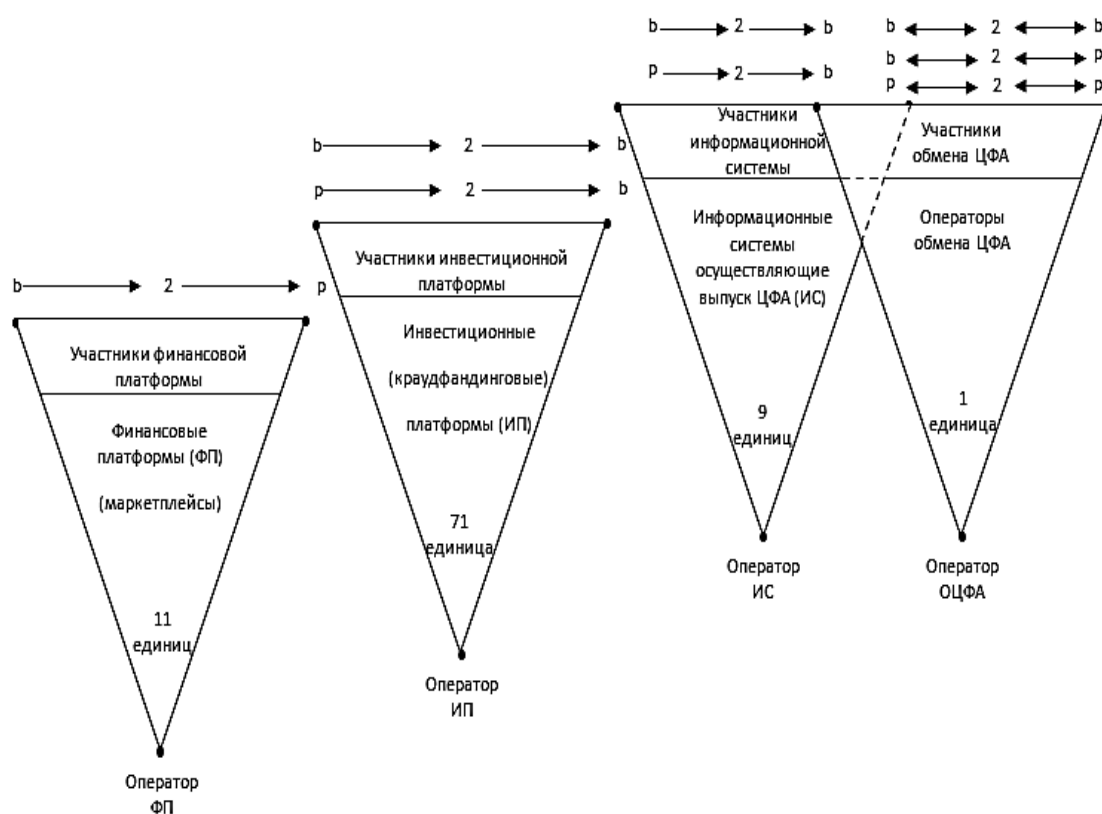 b 2 b
p 2 b
b 2 b
b 2 p
p 2 p
Участники
информационной
системы
Информационные
системы
осуществляющие
выпуск ЦФА (ИС)
9
единиц
Оператор
ИС
Участники
обмена ЦФА
Операторы
обмена ЦФА
1
единица
Оператор
ОЦФА
b 2 b
p 2 b
Участники инвестиционной
платформы
Инвестиционные
(краудфандинговые)
платформы (ИП)
71
единица
Оператор
ИП
b 2 p
Участники финансовой
платформы
Финансовые
платформы (ФП)
(маркетплейсы)
11
единиц
Оператор
ФП